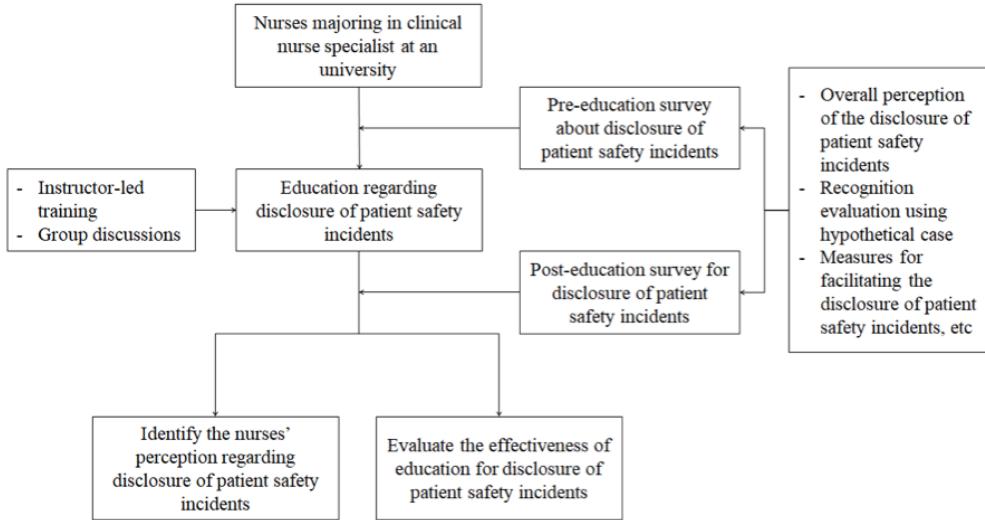 Nurses majoring in clinical
nurse specialist at an
university
Pre-education survey
about disclosure of
patient safety incidents
- Overall perception
of the disclosure of
patient safety
incidents
- Recognition
evaluation using
hypothetical case
- Measures for
facilitating the
disclosure of patient
safety incidents, etc
- Instructor-led
training
- Group discussions
Education regarding
disclosure of patient safety
incidents
Post-education survey for
disclosure of patient
safety incidents
Identify the nurses’
perception regarding
disclosure of patient safety
incidents
Evaluate the effectiveness of
education for disclosure of
patient safety incidents